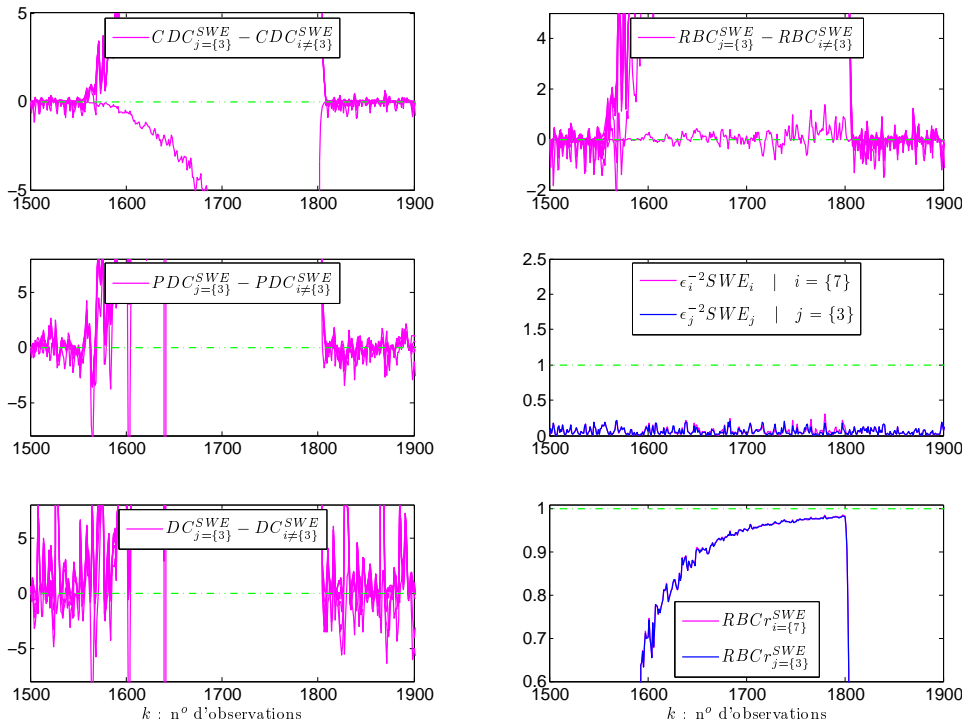 5
0
−5
1500 1600 1700 1800 1900
CDC^{SWE}_{j={3}} − CDC^{SWE}_{i≠{3}}
4
2
0
−2
1500 1600 1700 1800 1900
RBC^{SWE}_{j={3}} − RBC^{SWE}_{i≠{3}}
5
0
−5
1500 1600 1700 1800 1900
PDC^{SWE}_{j={3}} − PDC^{SWE}_{i≠{3}}
2.5
2
1.5
1
0.5
0
1500 1600 1700 1800 1900
ϵ_i^{−2}SWE_i | i = {7}
ϵ_j^{−2}SWE_j | j = {3}
5
0
−5
1500 1600 1700 1800 1900
DC^{SWE}_{j={3}} − DC^{SWE}_{i≠{3}}
k : n^o d'observations
1
0.9
0.8
0.7
0.6
1500 1600 1700 1800 1900
RBCr^{SWE}_{i={7}}
RBCr^{SWE}_{j={3}}
k : n^o d'observations